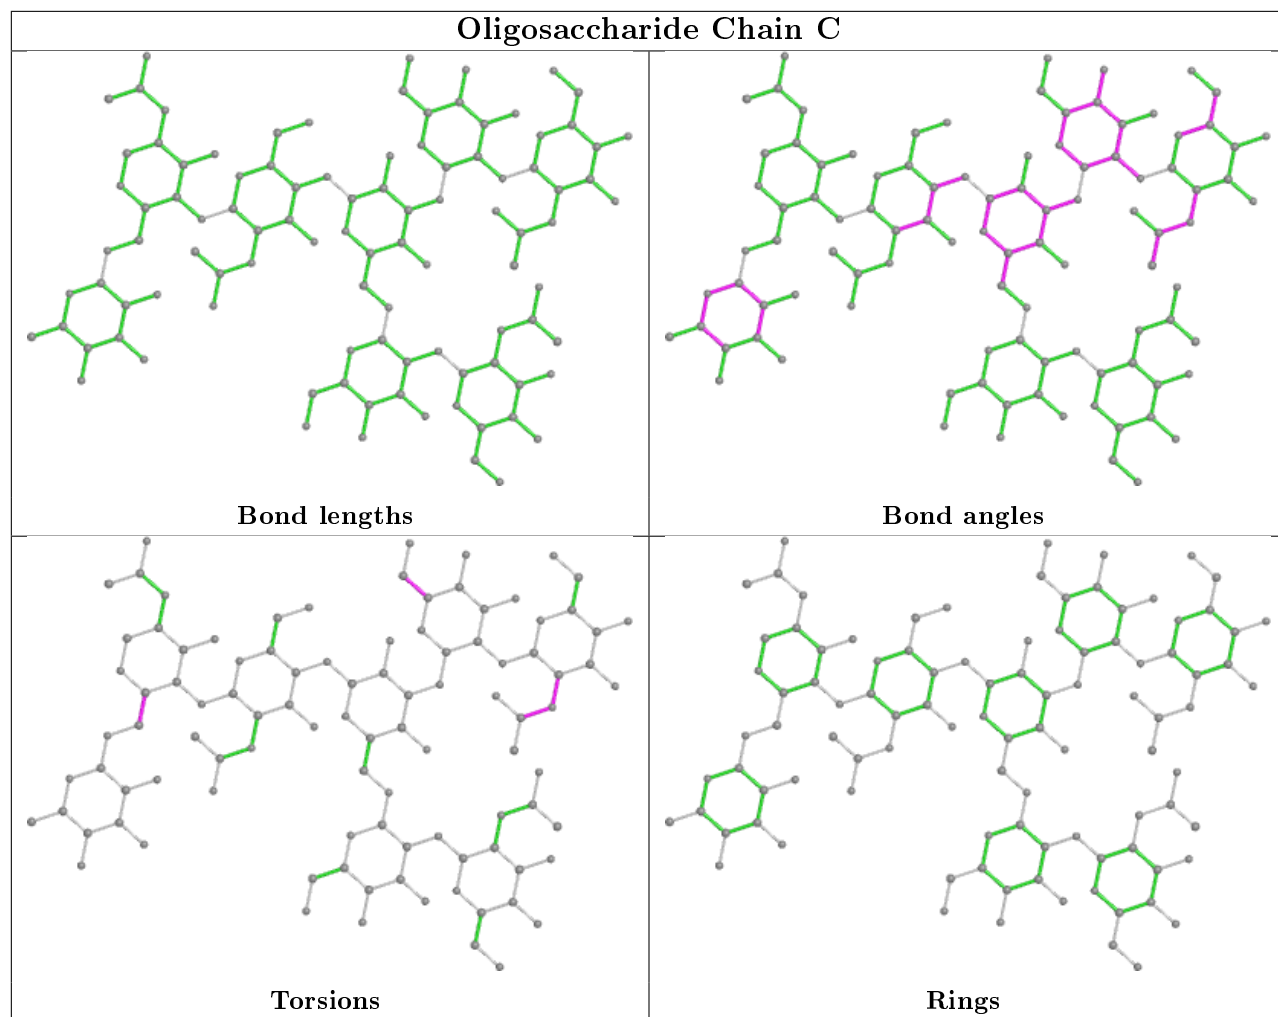 Oligosaccharide Chain C
Bond lengths
Bond angles
Torsions
Rings